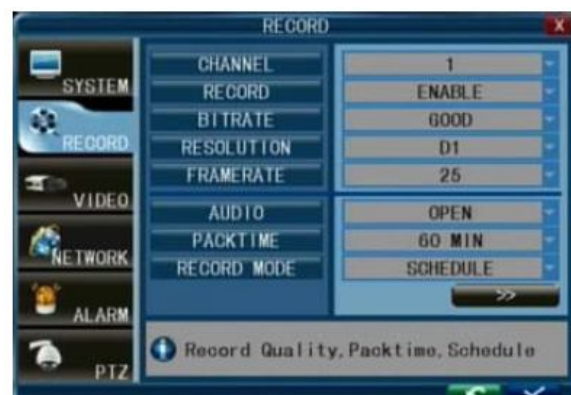 RECORD
X
SYSTEM
RECORD
VIDEO
NETWORK
ALARM
PTZ
CHANNEL 1
RECORD ENABLE
BITRATE GOOD
RESOLUTION D1
FRAMERATE 25
AUDIO OPEN
PACKTIME 60 MIN
RECORD MODE SCHEDULE
>>
Record Quality,Packtime,Schedule